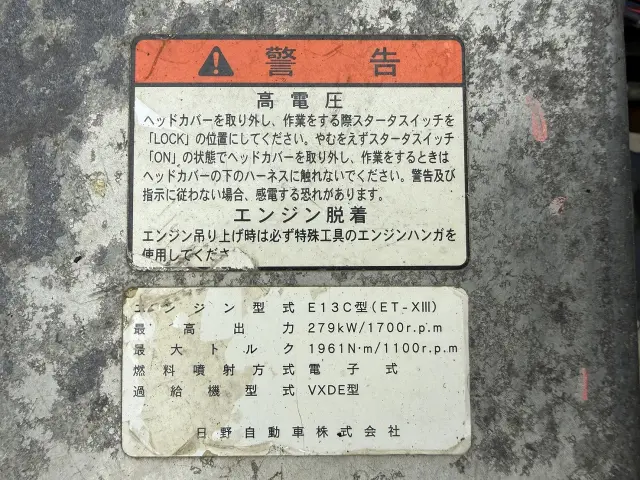 警告
高電圧
ヘッドカバーを取り外し、作業をする際スタータスイッチを
「LOCK」の位置にしてください。やむをえずスタータスイッチ
「ON」の状態でヘッドカバーを取り外し、作業をするときは
ヘッドカバーの下のハーネスに触れないでください。警告及び
指示に従わない場合、感電する恐れがあります。
エンジン脱着
エンジン吊り上げ時は必ず特殊工具のエンジンハンガを
使用してくださ
エンジン型式 E13C型(ET-XⅢ)
最高出力 279kW/1700r.p.m
最大トルク 1961N·m/1100r.p.m
燃料噴射方式 電子式
過給機型式 VXDE型
日野自動車株式会社